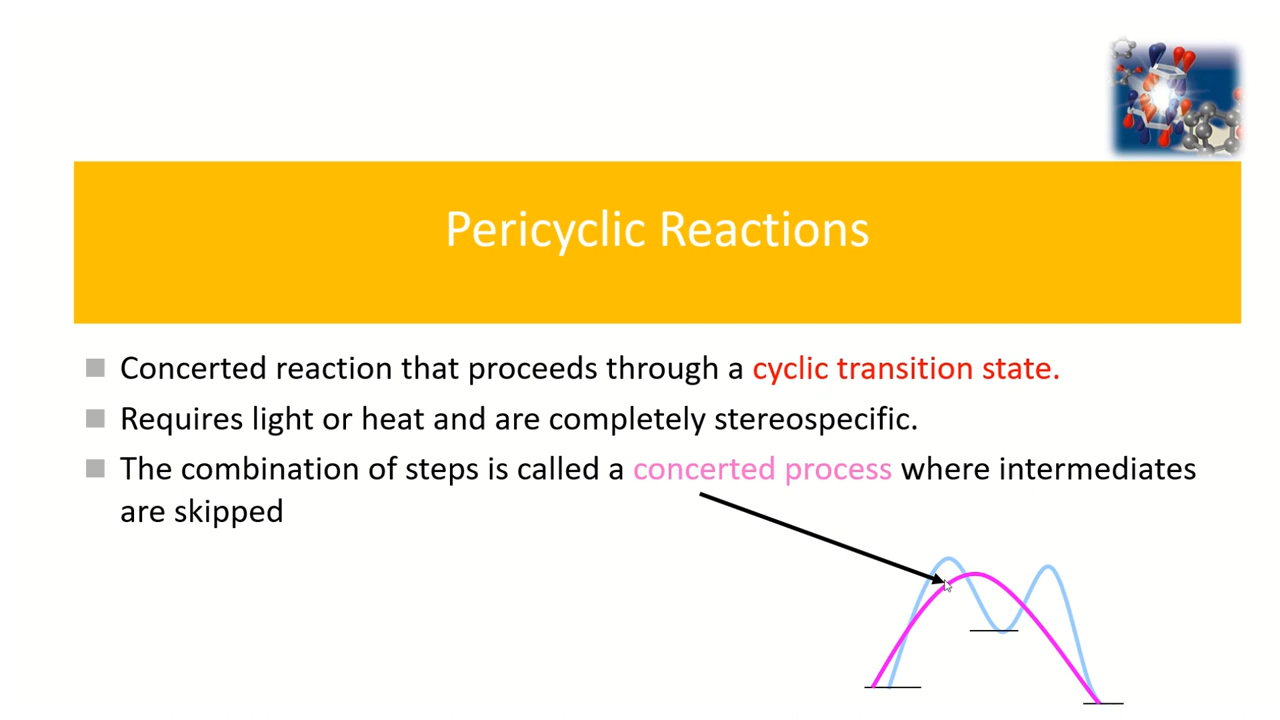 Pericyclic Reactions
Concerted reaction that proceeds through a cyclic transition state.
Requires light or heat and are completely stereospecific.
The combination of steps is called a concerted process where intermediates
are skipped